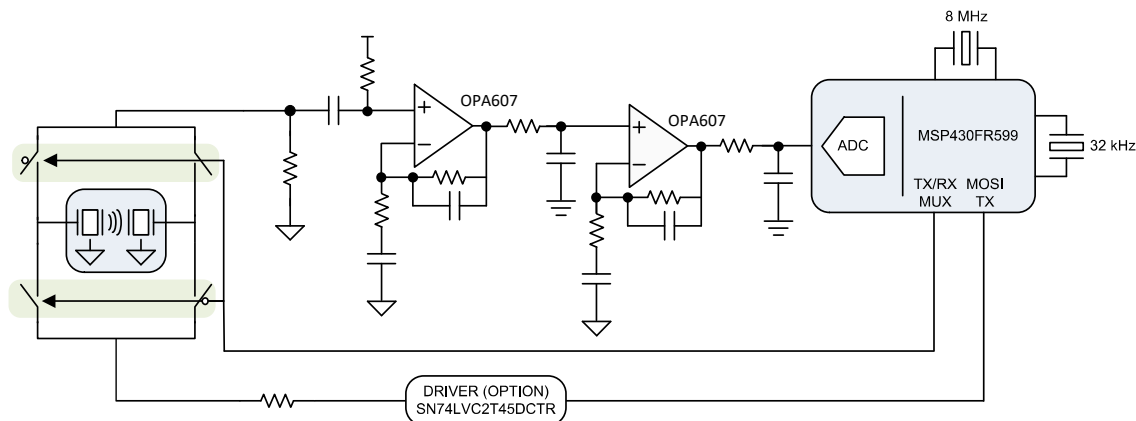 8 MHz
OPA607
OPA607
+
−
+
−
ADC
MSP430FR599
TX/RX MOSI
MUX TX
32 kHz
DRIVER (OPTION)
SN74LVC2T45DCTR